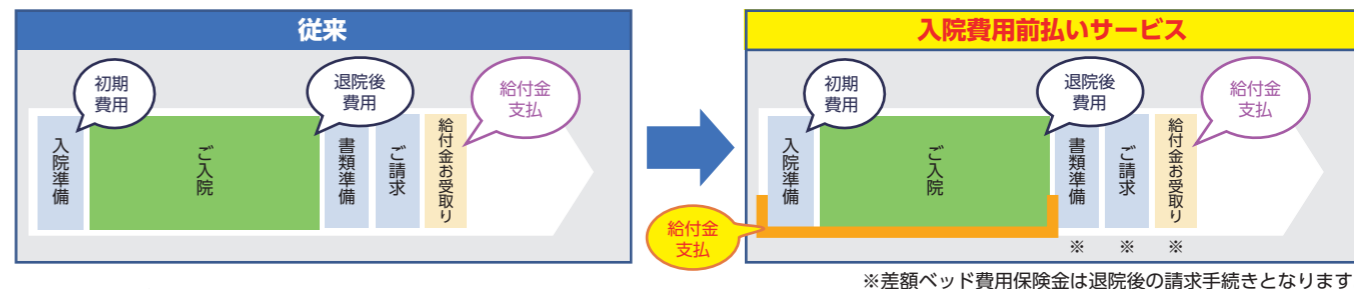 従来
初期
費用
退院後
費用
給付金
支払
入院準備
ご入院
書類準備
ご請求
給付金お受取り
入院費用前払いサービス
初期
費用
退院後
費用
給付金
支払
入院準備
ご入院
書類準備
ご請求
給付金お受取り
給付金
支払
※ ※ ※
※差額ベッド費用保険金は退院後の請求手続きとなります